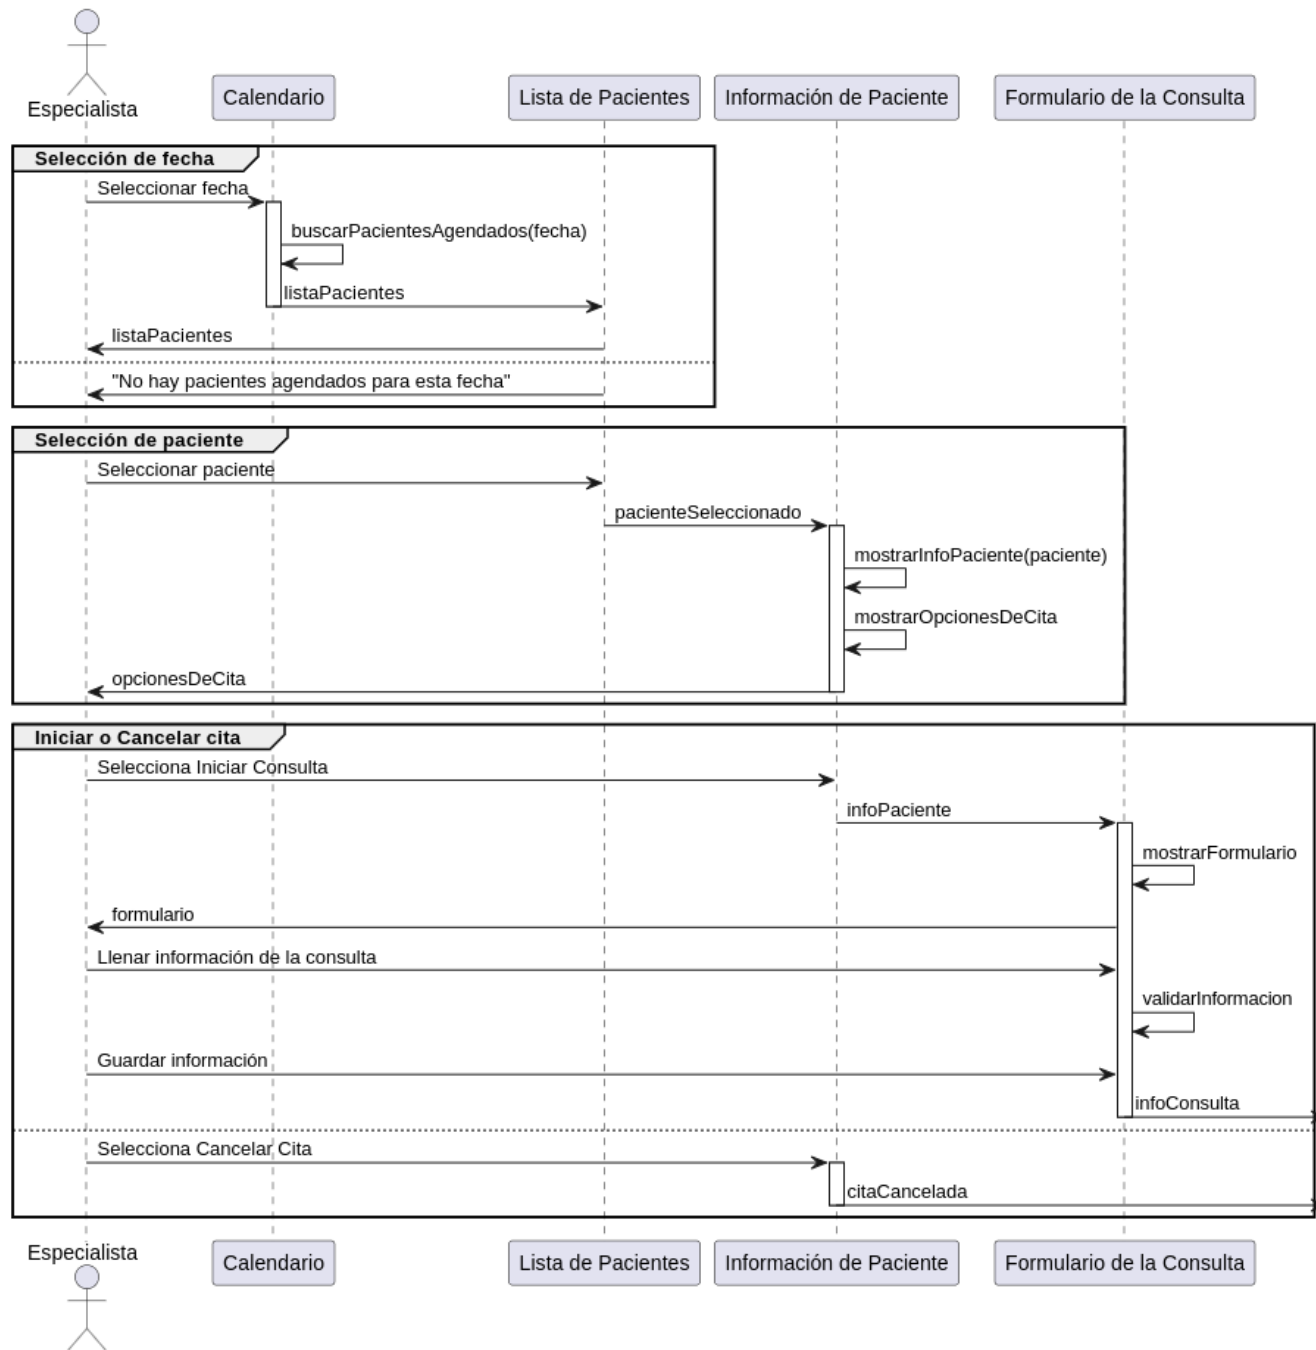 Especialista
Calendario
Lista de Pacientes
Información de Paciente
Formulario de la Consulta
Selección de fecha
Seleccionar fecha
buscarPacientesAgendados(fecha)
listaPacientes
listaPacientes
"No hay pacientes agendados para esta fecha"
Selección de paciente
Seleccionar paciente
pacienteSeleccionado
mostrarInfoPaciente(paciente)
mostrarOpcionesDeCita
opcionesDeCita
Iniciar o Cancelar cita
Selecciona Iniciar Consulta
infoPaciente
mostrarFormulario
formulario
Llenar información de la consulta
validarInformacion
Guardar información
infoConsulta
Selecciona Cancelar Cita
citaCancelada
Especialista
Calendario
Lista de Pacientes
Información de Paciente
Formulario de la Consulta